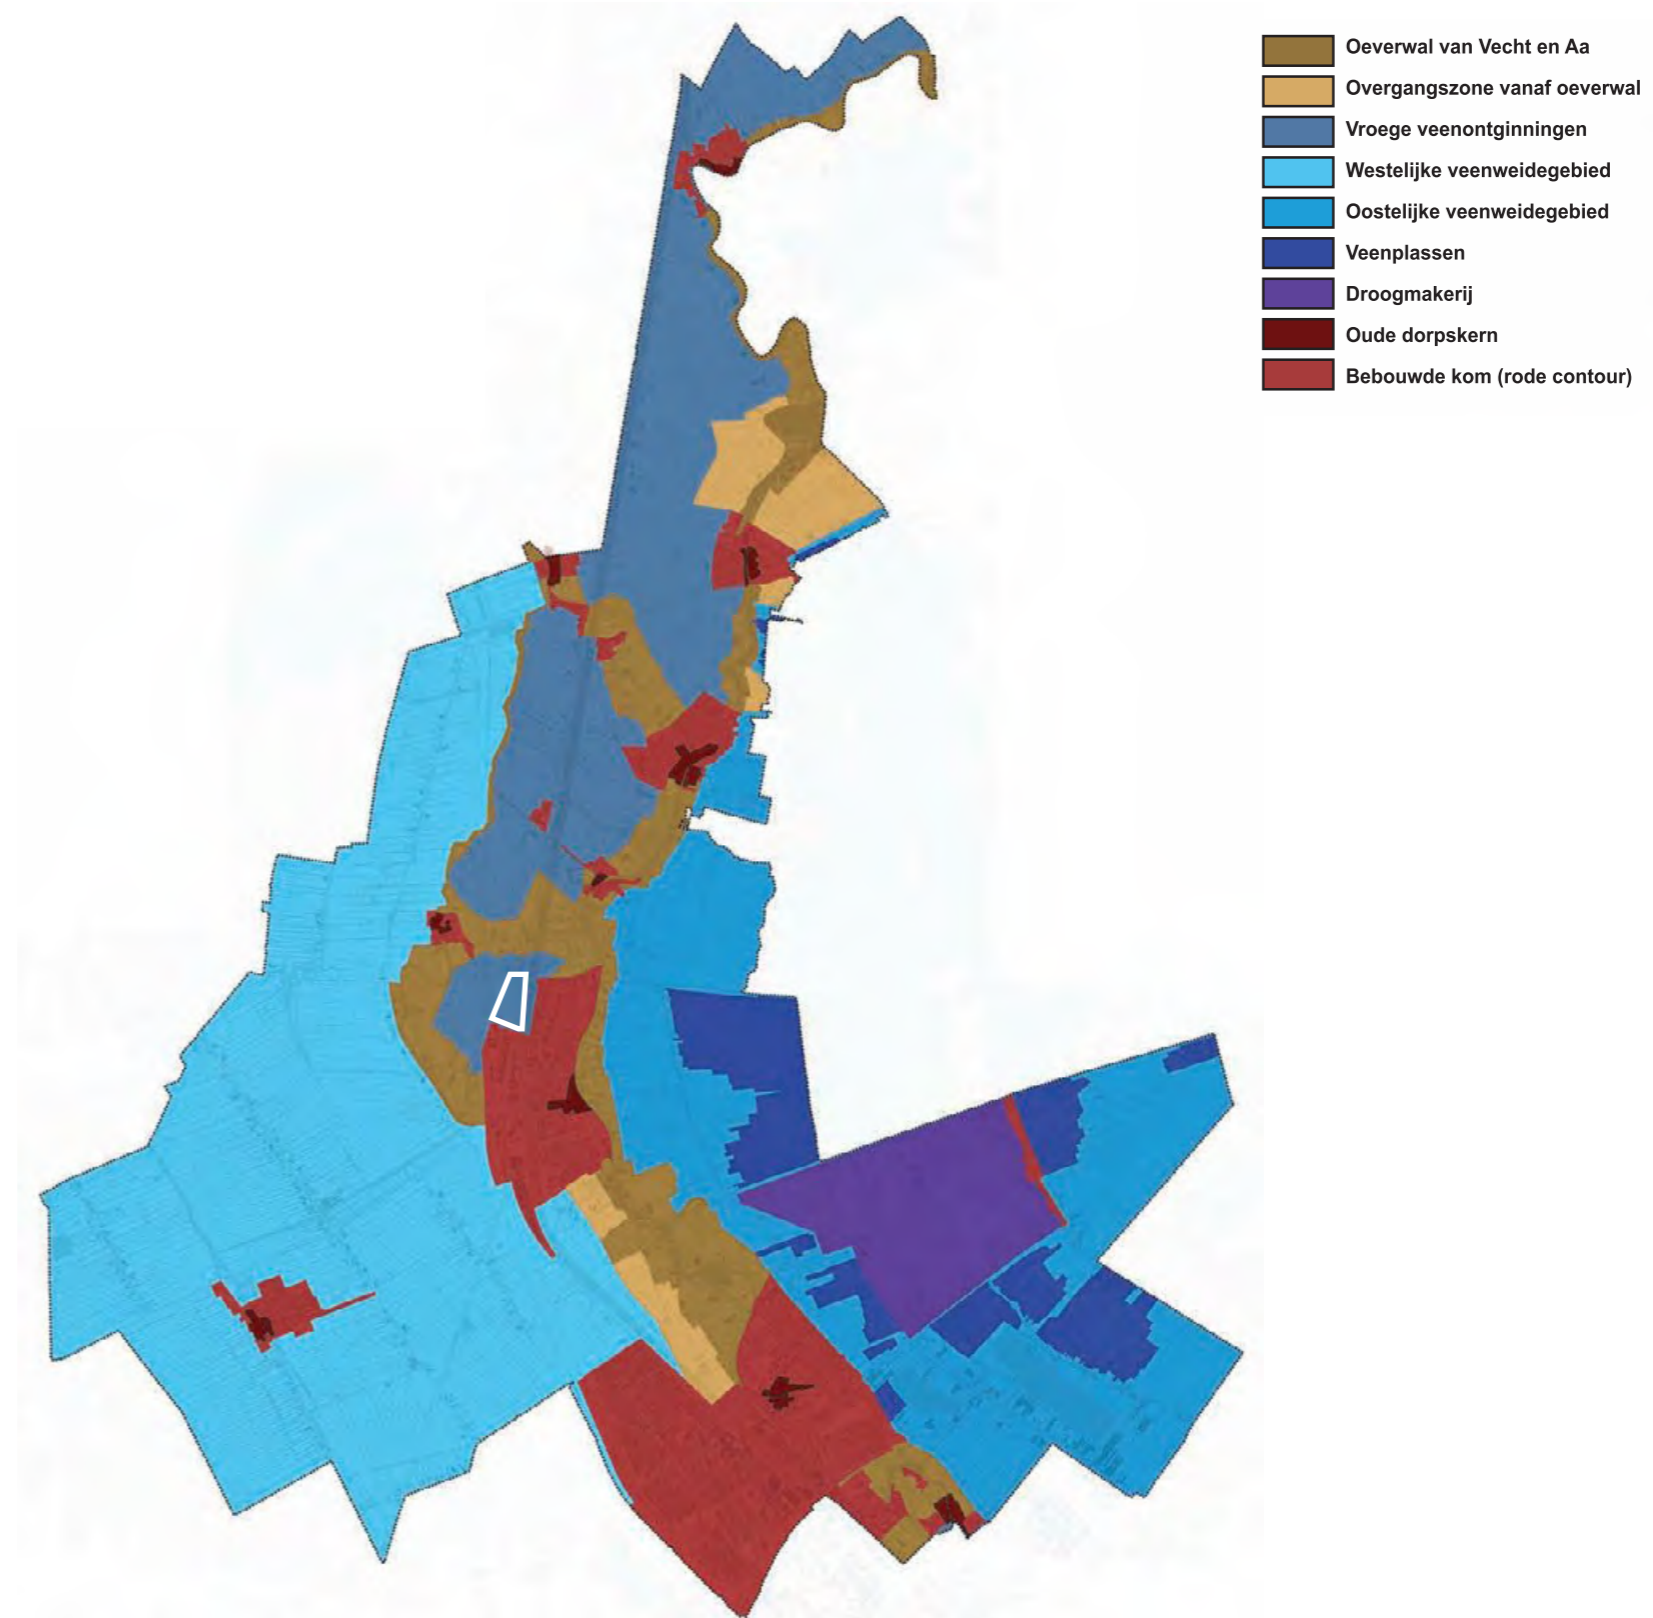 Oeverwal van Vecht en Aa
Overgangszone vanaf oeverwal
Vroege veenontginningen
Westelijke veenweidegebied
Oostelijke veenweidegebied
Veenplassen
Droogmakerij
Oude dorpskern
Bebouwde kom (rode contour)